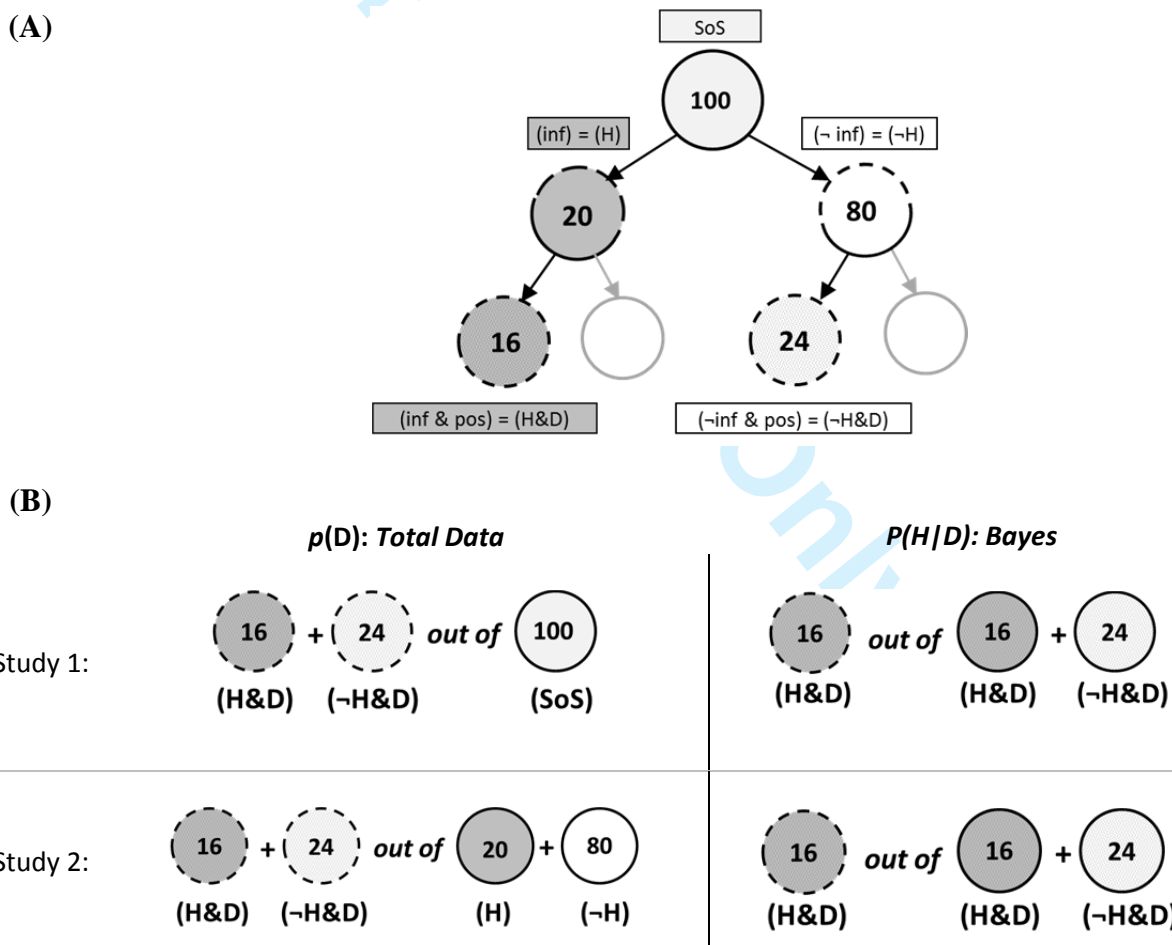 (A)
SoS
100
(inf) = (H)
(¬ inf) = (¬H)
20
80
16
24
(inf & pos) = (H&D)
(¬inf & pos) = (¬H&D)
Only
(B)
p(D): Total Data
P(H|D): Bayes
Study 1:
16 + 24 out of 100
(H&D) (¬H&D) (SoS)
16 out of 16 + 24
(H&D) (H&D) (¬H&D)
Study 2:
16 + 24 out of 20 + 80
(H&D) (¬H&D) (H) (¬H)
16 out of 16 + 24
(H&D) (H&D) (¬H&D)